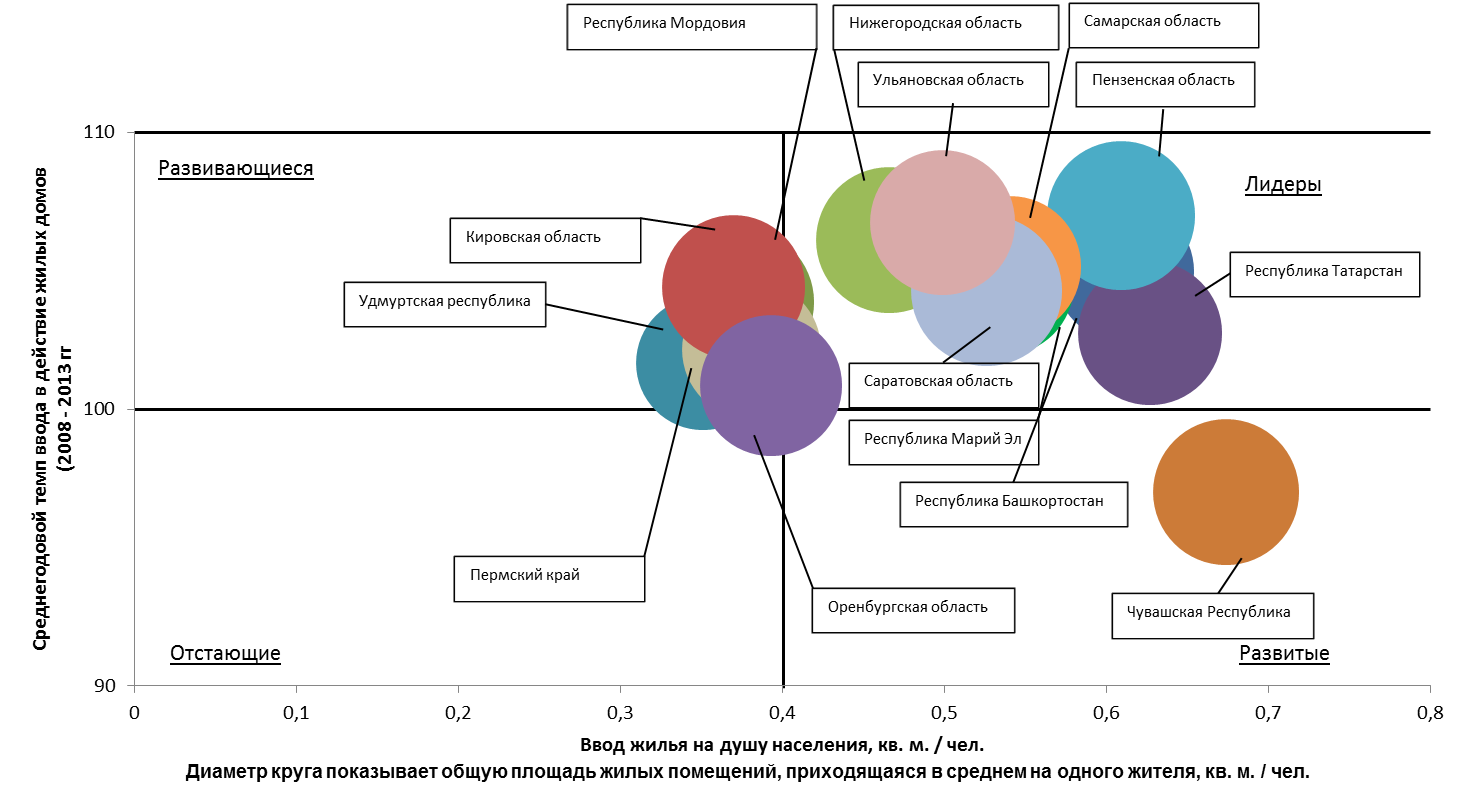 Республика Мордовия
Нижегородская область
Самарская область
Ульяновская область
Пензенская область
110
Развивающиеся
Лидеры
Кировская область
Республика Татарстан
Удмуртская республика
Среднегодовой темп ввода в действие жилых домов
(2008 - 2013 гг
Саратовская область
100
Республика Марий Эл
Республика Башкортостан
Пермский край
Оренбургская область
Чувашская Республика
Отстающие
Развитые
90
0
0,1
0,2
0,3
0,4
0,5
0,6
0,7
0,8
Ввод жилья на душу населения, кв. м. / чел.
Диаметр круга показывает общую площадь жилых помещений, приходящаяся в среднем на одного жителя, кв. м. / чел.